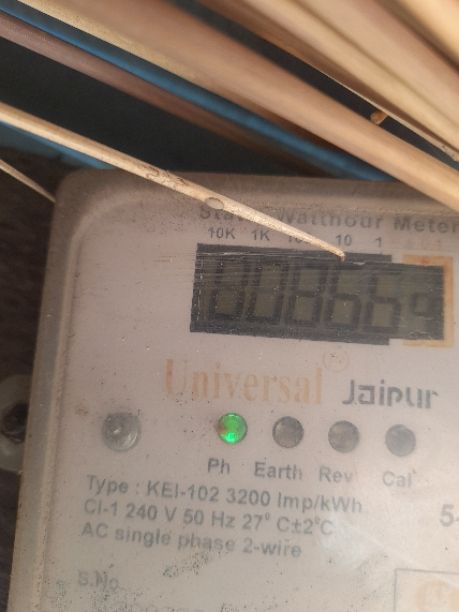 Watthour Meter
10K 1K 10 1
Universal ® Jaipur
Ph Earth Rev Cal
Type : KEI-102 3200 Imp/kWh
Cl-1 240 V 50 Hz 27° C±2°C
AC single phase 2-wire
S.No.